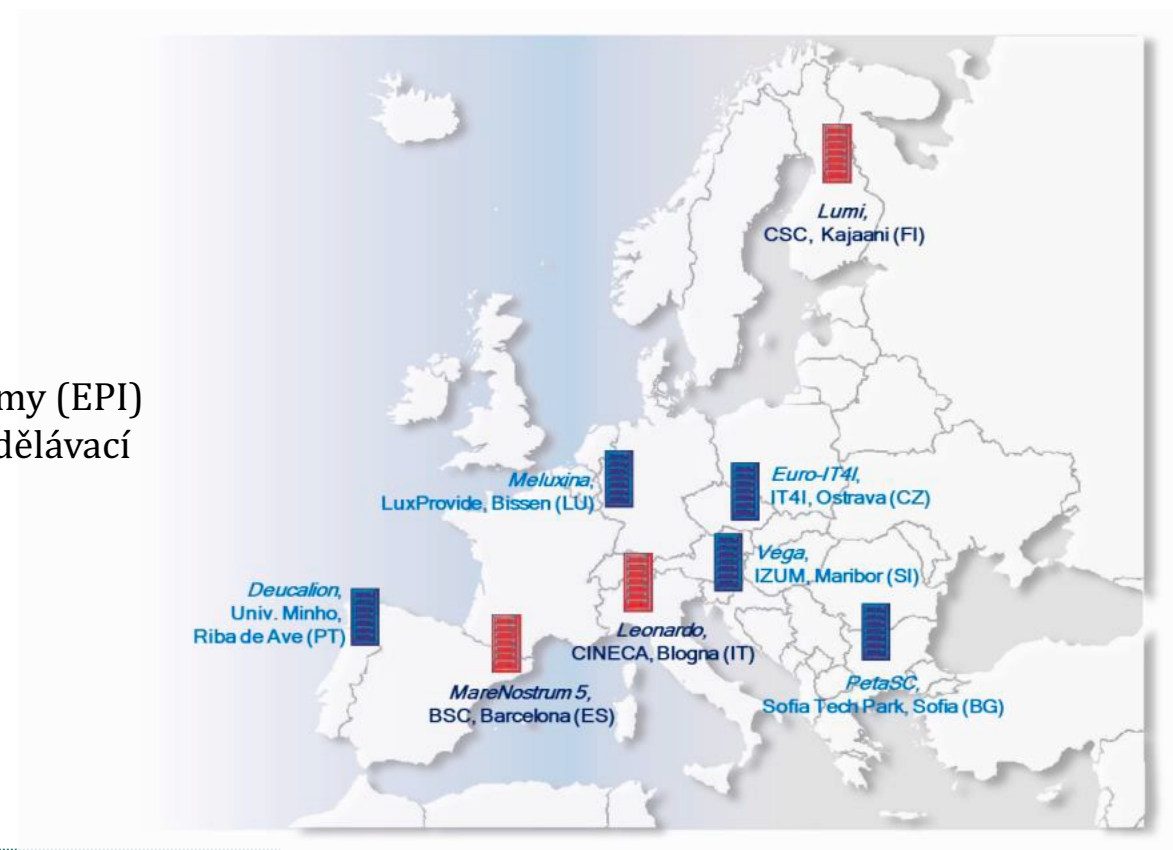 my (EPI)
dělávací
Lumi,
CSC, Kajaani (FI)
Meluxina,
LuxProvide, Bissen (LU)
Euro-IT4I,
IT4I, Ostrava (CZ)
Vega,
IZUM, Maribor (SI)
Deucalion,
Univ. Minho,
Riba de Ave (PT)
Leonardo,
CINECA, Blogna (IT)
MareNostrum 5,
BSC, Barcelona (ES)
PetaSC,
Sofia Tech Park, Sofia (BG)